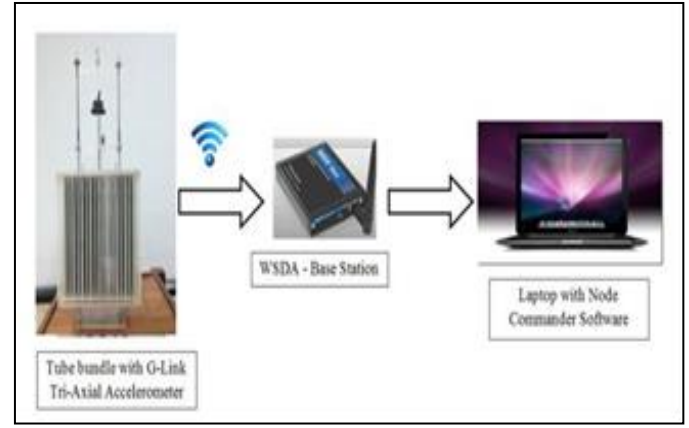 WSDA - Base Station
Laptop with Node
Commander Software
Tube bundle with G-Link
Tri-Axial Accelerometer